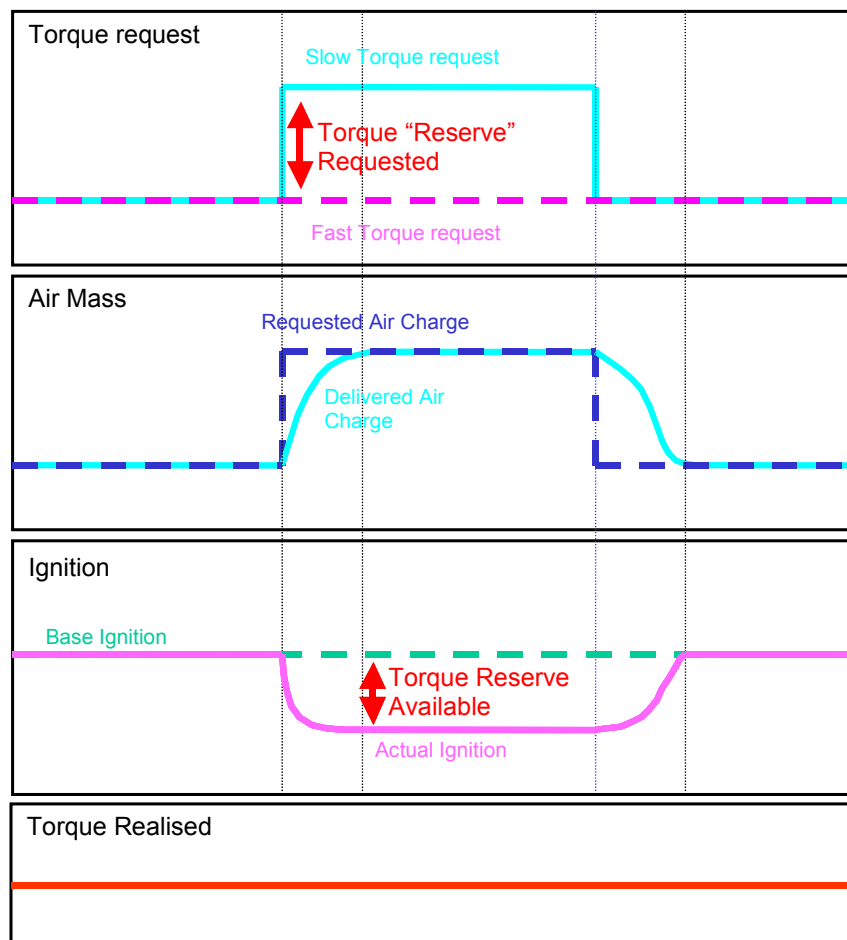 Torque request
Slow Torque request
Torque “Reserve”
Requested
Fast Torque request
Air Mass
Requested Air Charge
Delivered Air
Charge
Ignition
Base Ignition
Torque Reserve
Available
Actual Ignition
Torque Realised